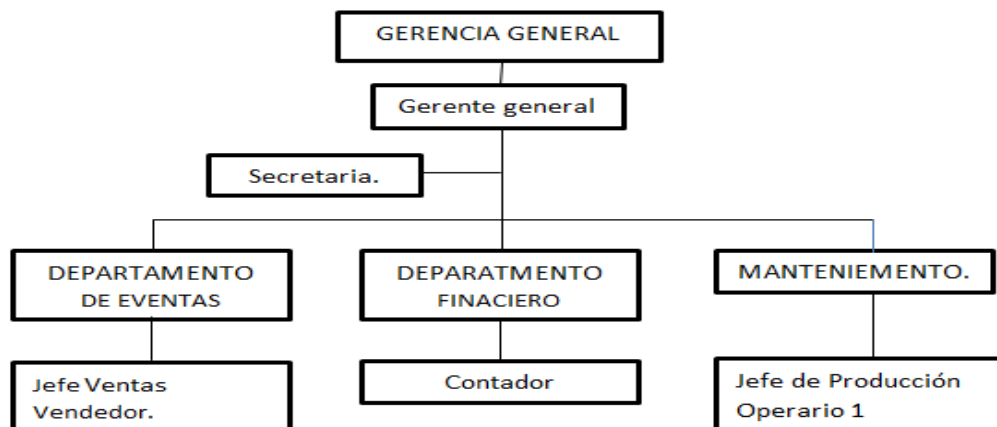 GERENCIA GENERAL
Gerente general
Secretaria.
DEPARTAMENTO
DE EVENTAS
DEPARATMENTO
FINACIERO
MANTENIEMENTO.
Jefe Ventas
Vendedor.
Contador
Jefe de Producción
Operario 1